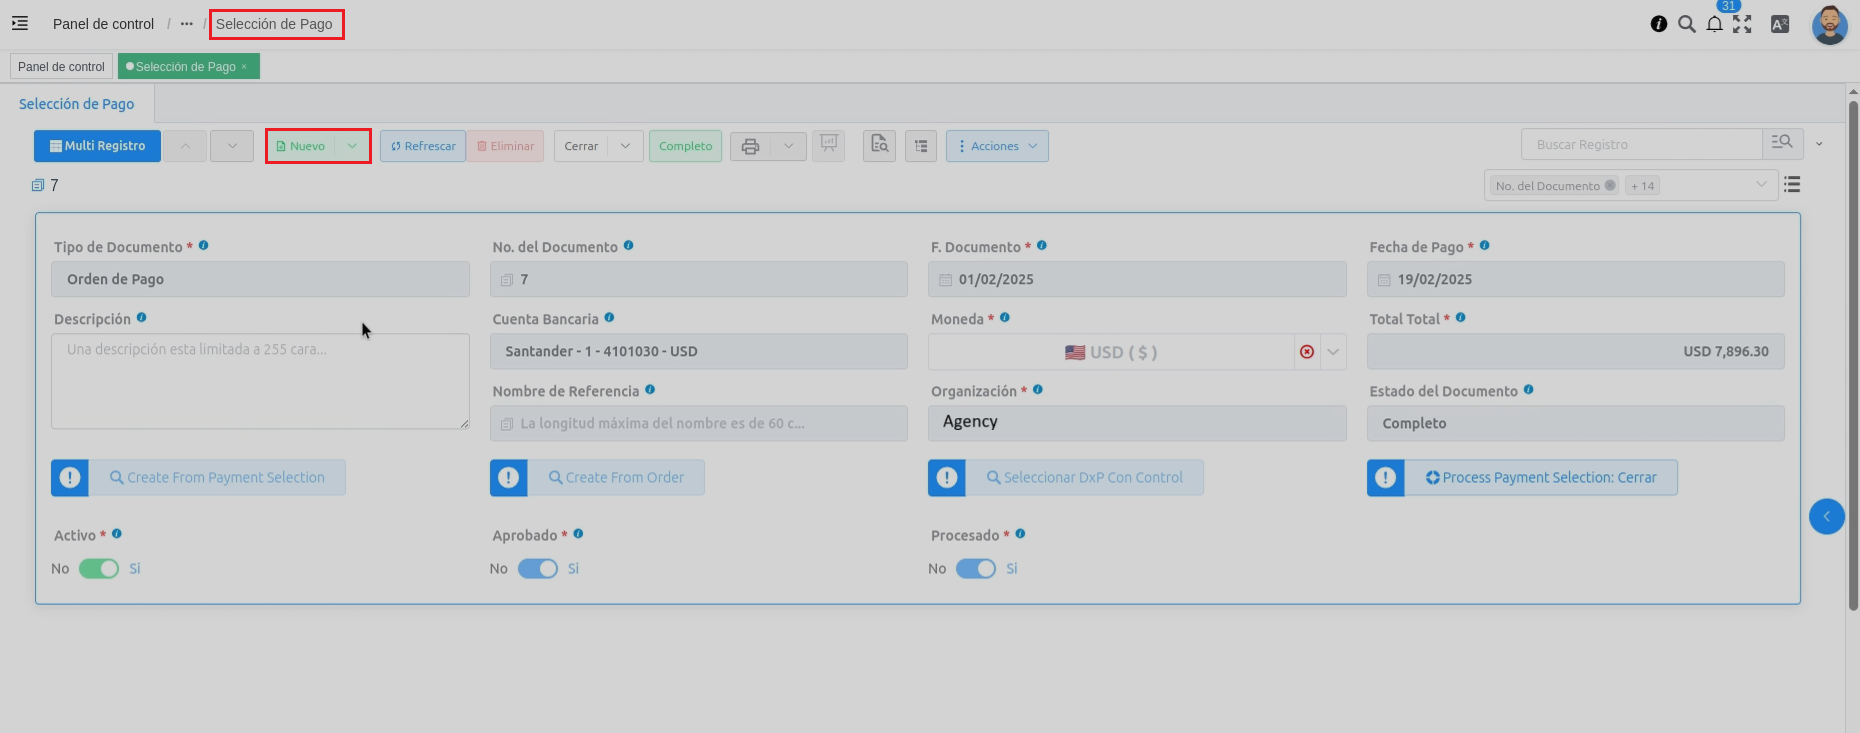 31
Panel de control / ••• / Selección de Pago
Panel de control Selección de Pago ×
Selección de Pago
Multi Registro Nuevo Refrescar Eliminar Cerrar Completo Acciones Buscar Registro
7 No. del Documento + 14
Tipo de Documento * No. del Documento F. Documento * Fecha de Pago *
Orden de Pago 7 01/02/2025 19/02/2025
Descripción Cuenta Bancaria Moneda * Total Total *
Una descripción esta limitada a 255 cara... Santander - 1 - 4101030 - USD USD ( $ ) USD 7,896.30
Nombre de Referencia Organización * Estado del Documento
La longitud máxima del nombre es de 60 c... Agency Completo
Create From Payment Selection Create From Order Seleccionar DxP Con Control Process Payment Selection: Cerrar
Activo * Aprobado * Procesado *
No Si No Si No Si